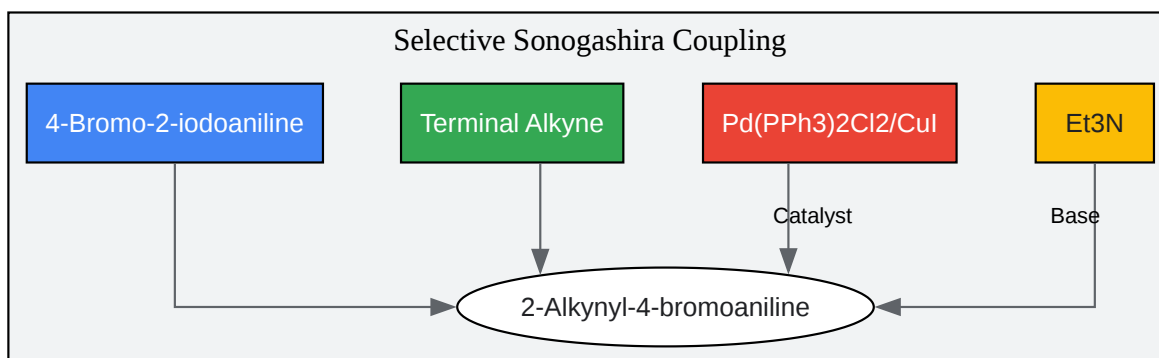 Selective Sonogashira Coupling
4-Bromo-2-iodoaniline
Terminal Alkyne
Pd(PPh3)2Cl2/CuI
Et3N
Catalyst
Base
2-Alkynyl-4-bromoaniline